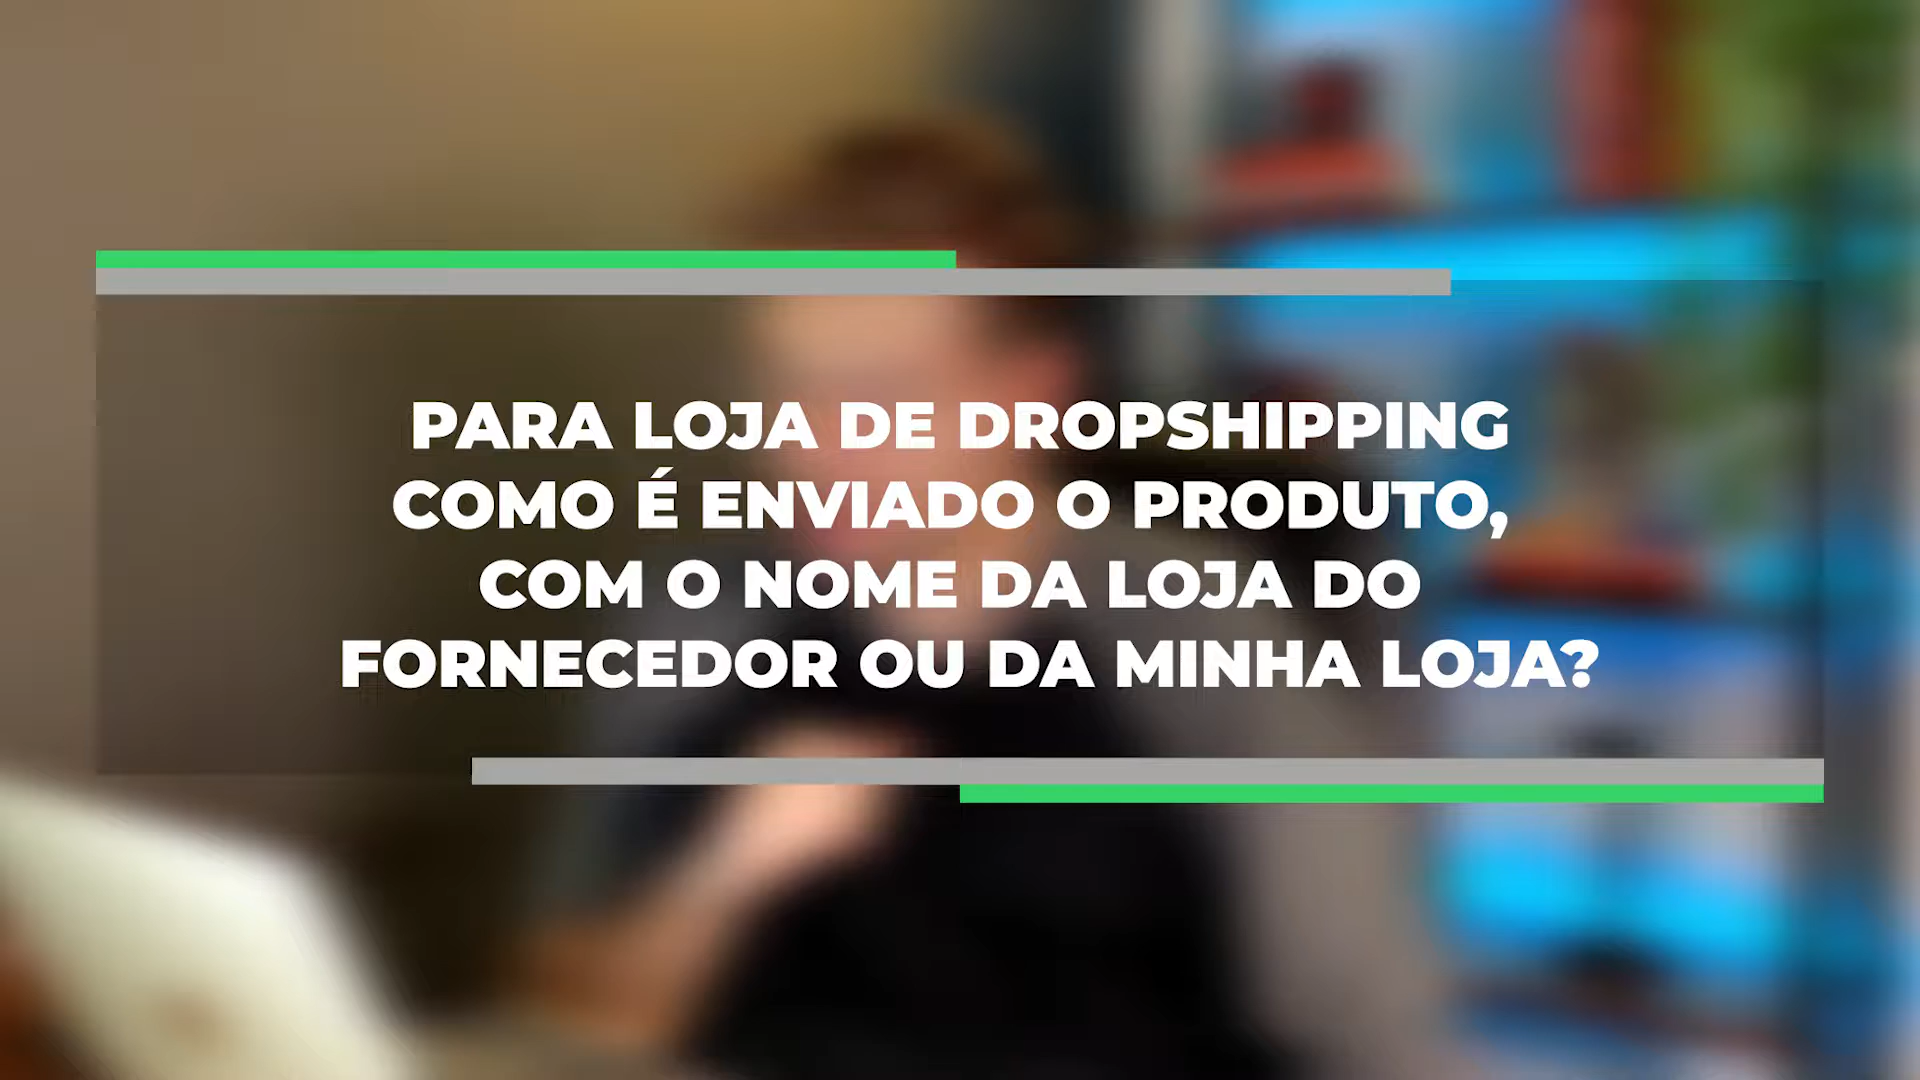 PARA LOJA DE DROPSHIPPING
COMO É ENVIADO O PRODUTO,
COM O NOME DA LOJA DO
FORNECEDOR OU DA MINHA LOJA?